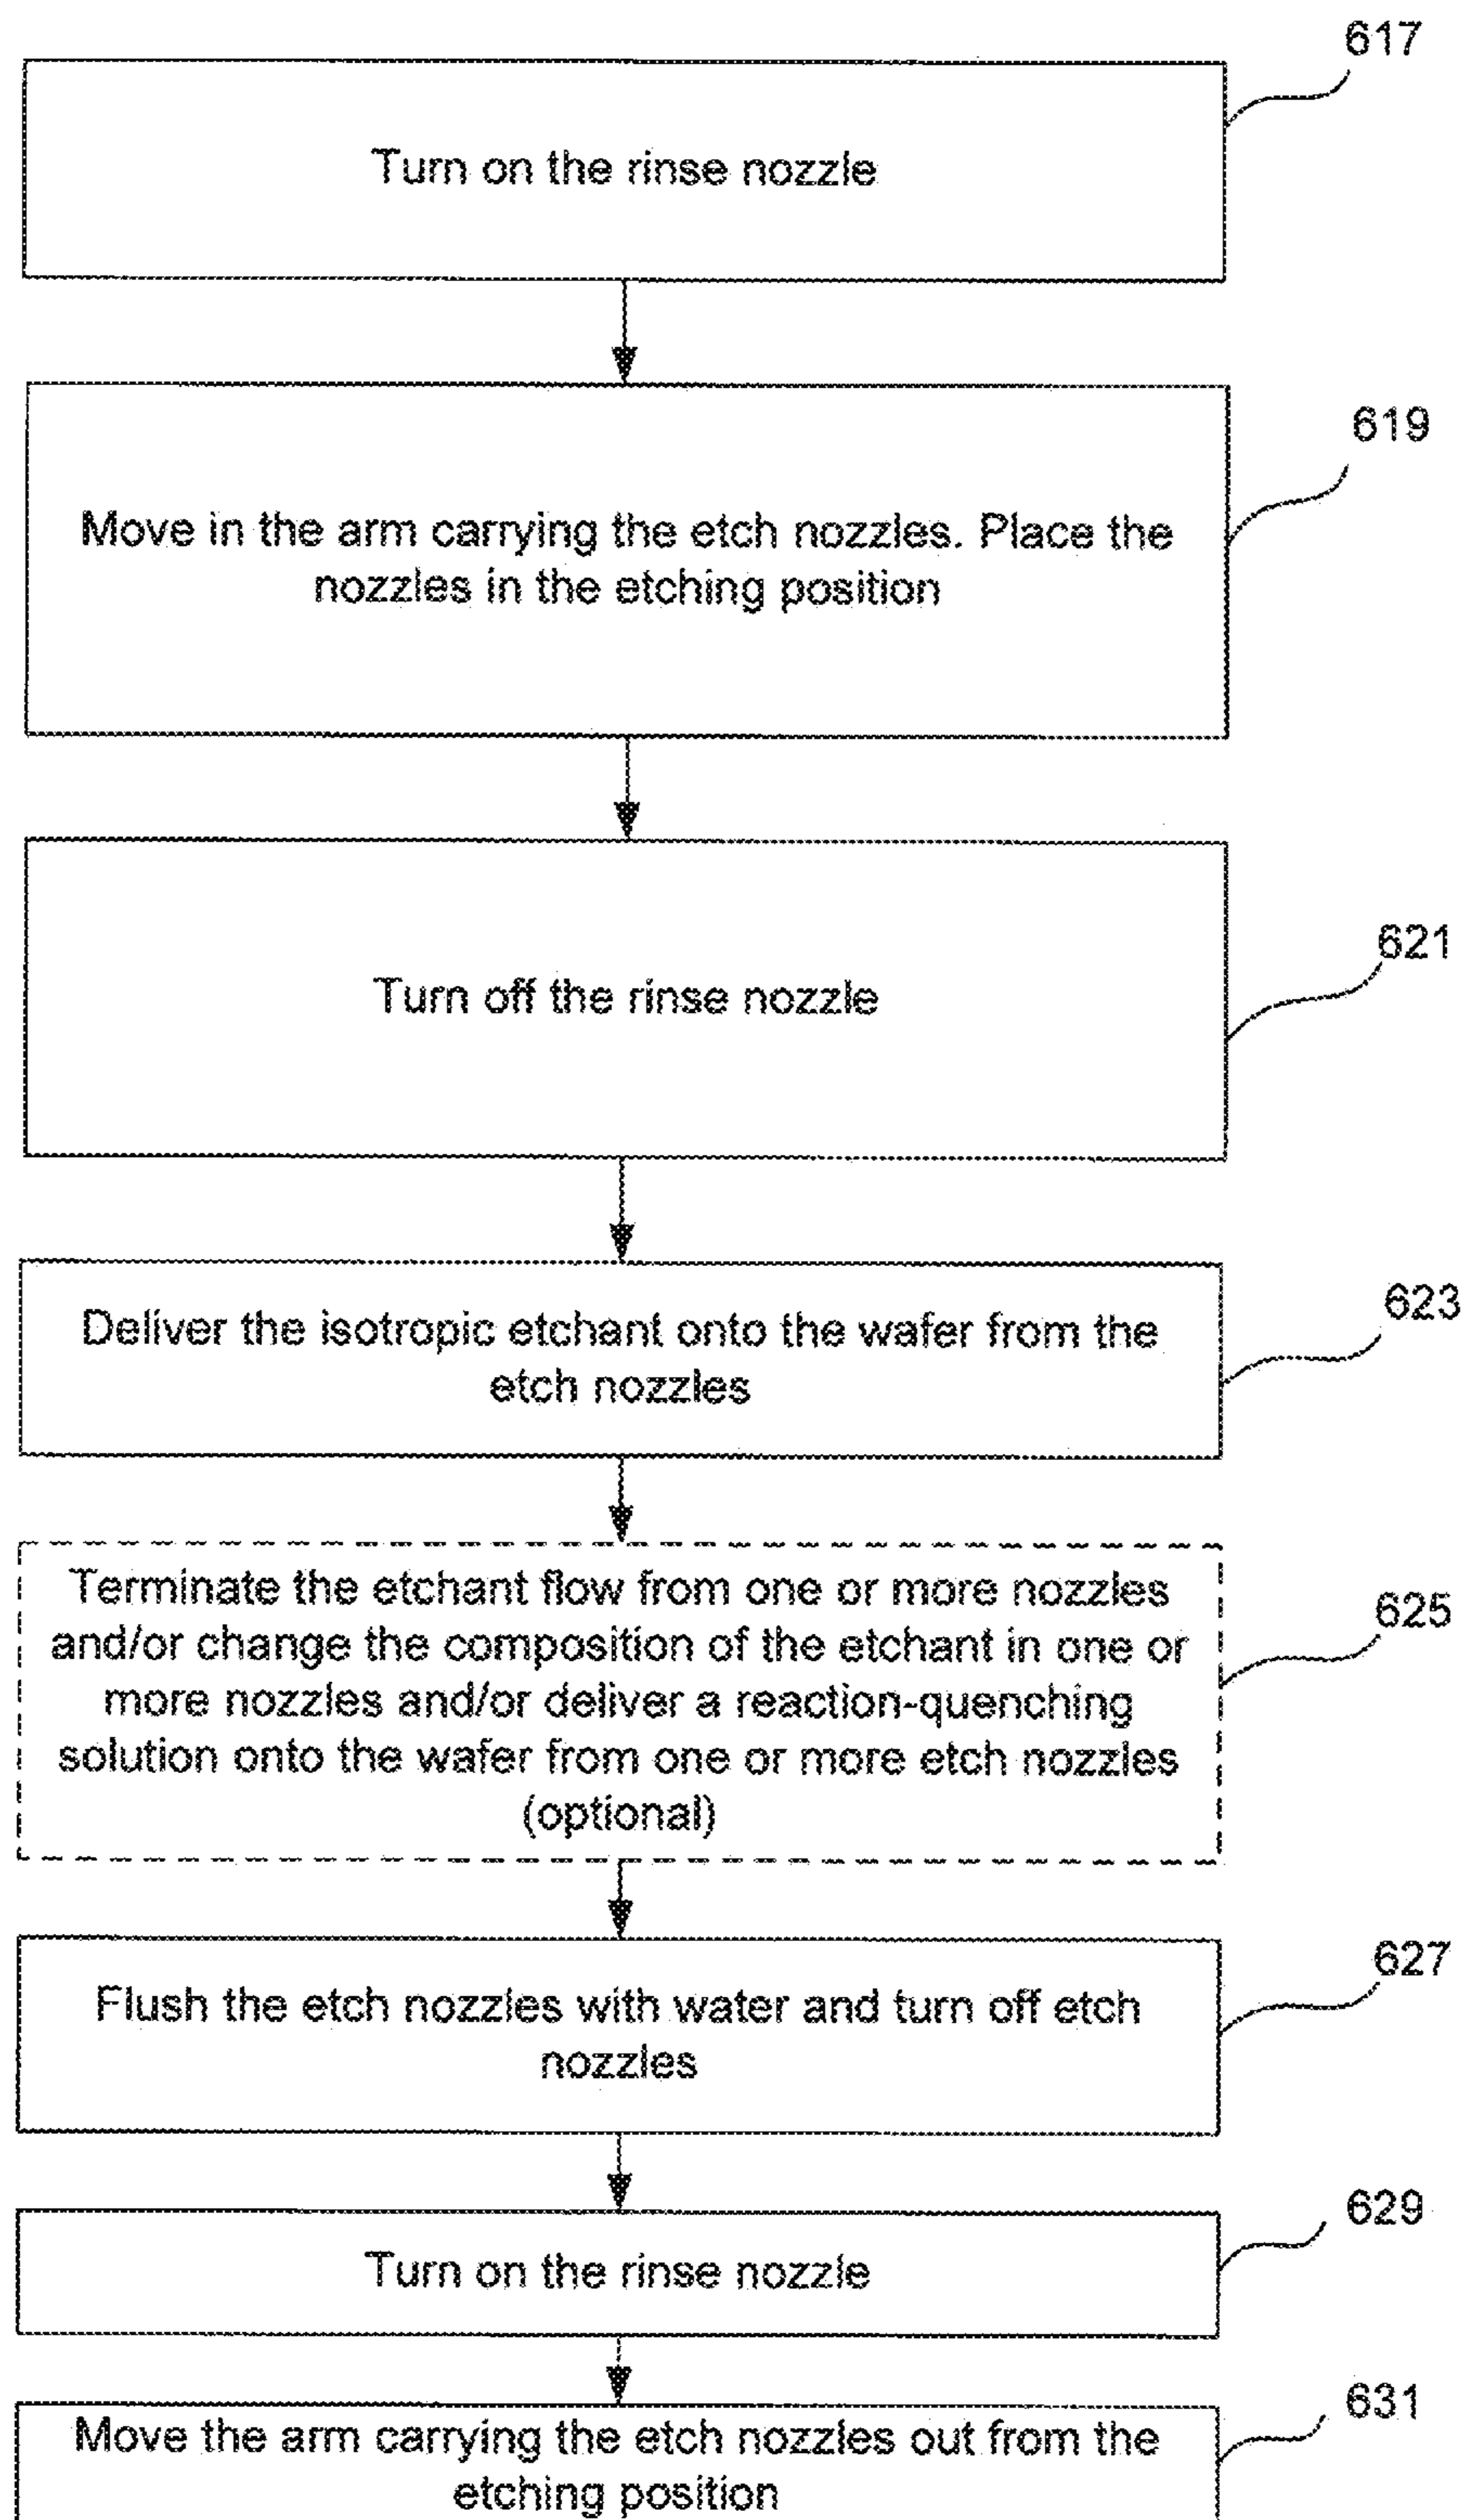 617
Turn on the rinse nozzle
619
Move in the arm carrying the etch nozzles. Place the
nozzles in the etching position
621
Turn off the rinse nozzle
623
Deliver the isotropic etchant onto the wafer from the
etch nozzles
625
Terminate the etchant flow from one or more nozzles
and/or change the composition of the etchant in one or
more nozzles and/or deliver a reaction-quenching
solution onto the wafer from one or more etch nozzles
(optional)
627
Flush the etch nozzles with water and turn off etch
nozzles
629
Turn on the rinse nozzle
631
Move the arm carrying the etch nozzles out from the
etching position